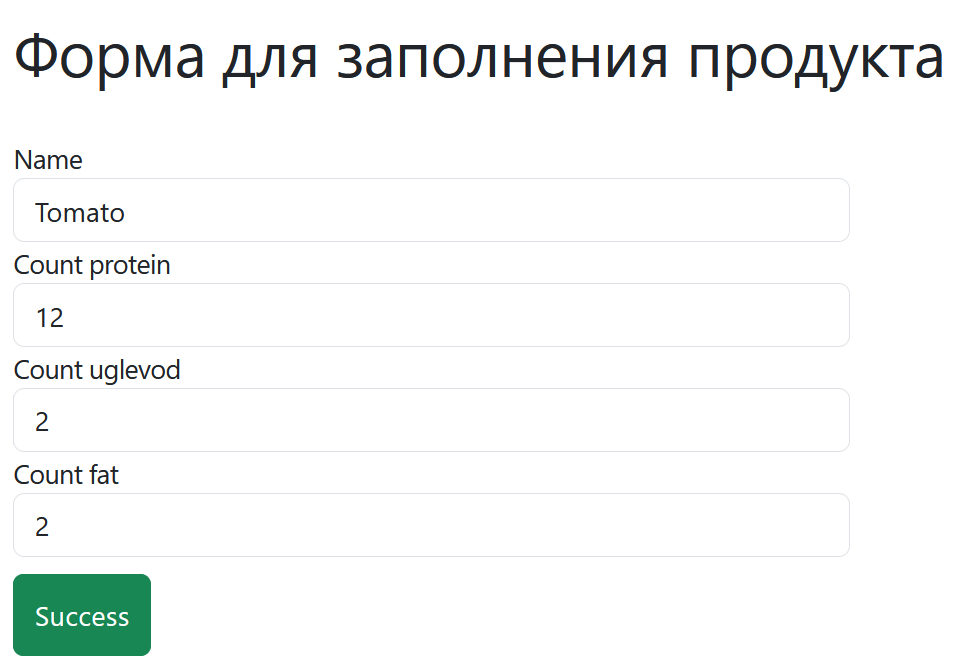 Форма для заполнения продукта
Name
Tomato
Count protein
12
Count uglevod
2
Count fat
2
Success